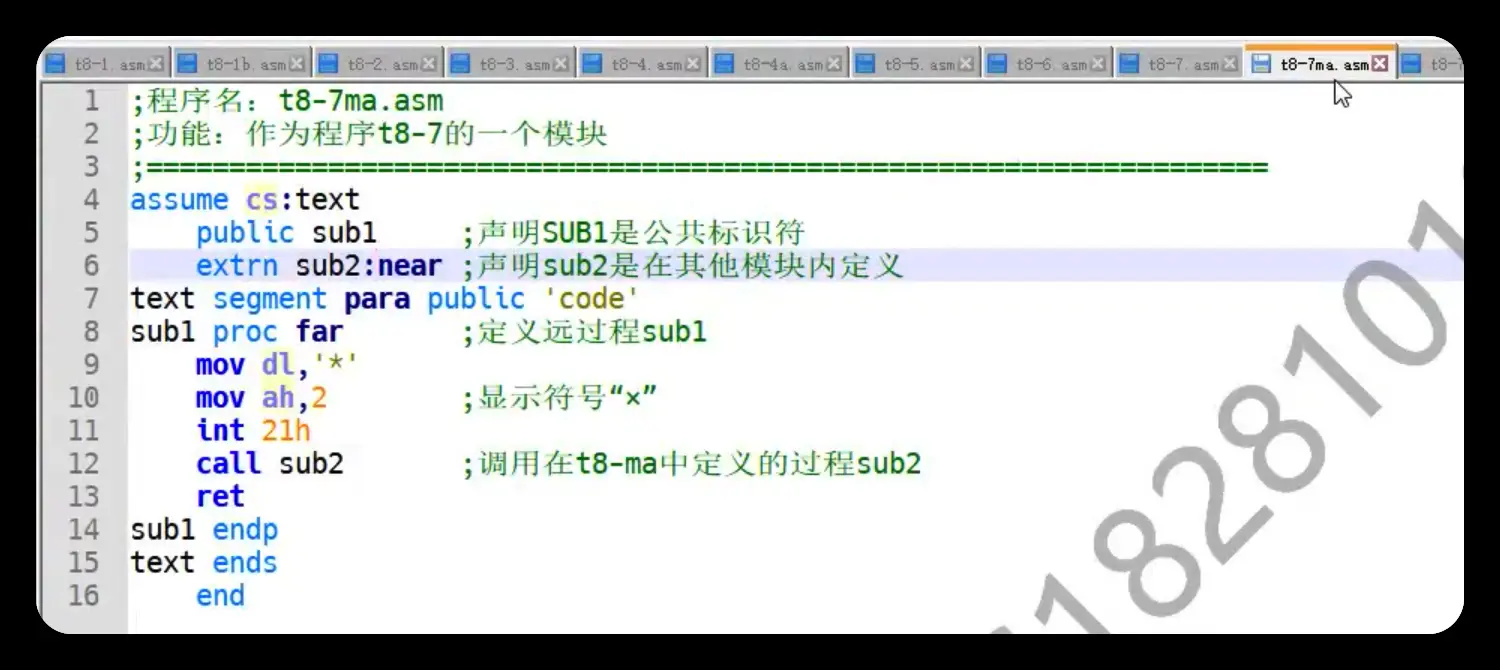 t8-1.asm t8-1b.asm t8-2.asm t8-3.asm t8-4.asm t8-4a.asm t8-5.asm t8-6.asm t8-7.asm t8-7ma.asm
1 ;程序名：t8-7ma.asm
2 ;功能：作为程序t8-7的一个模块
3 ;====================================================================
4 assume cs:text
5 public sub1 ;声明SUB1是公共标识符
6 extrn sub2:near ;声明sub2是在其他模块内定义
7 text segment para public 'code'
8 sub1 proc far ;定义远过程sub1
9 mov dl,'*'
10 mov ah,2 ;显示符号“×”
11 int 21h
12 call sub2 ;调用在t8-ma中定义的过程sub2
13 ret
14 sub1 endp
15 text ends
16 end
1828101